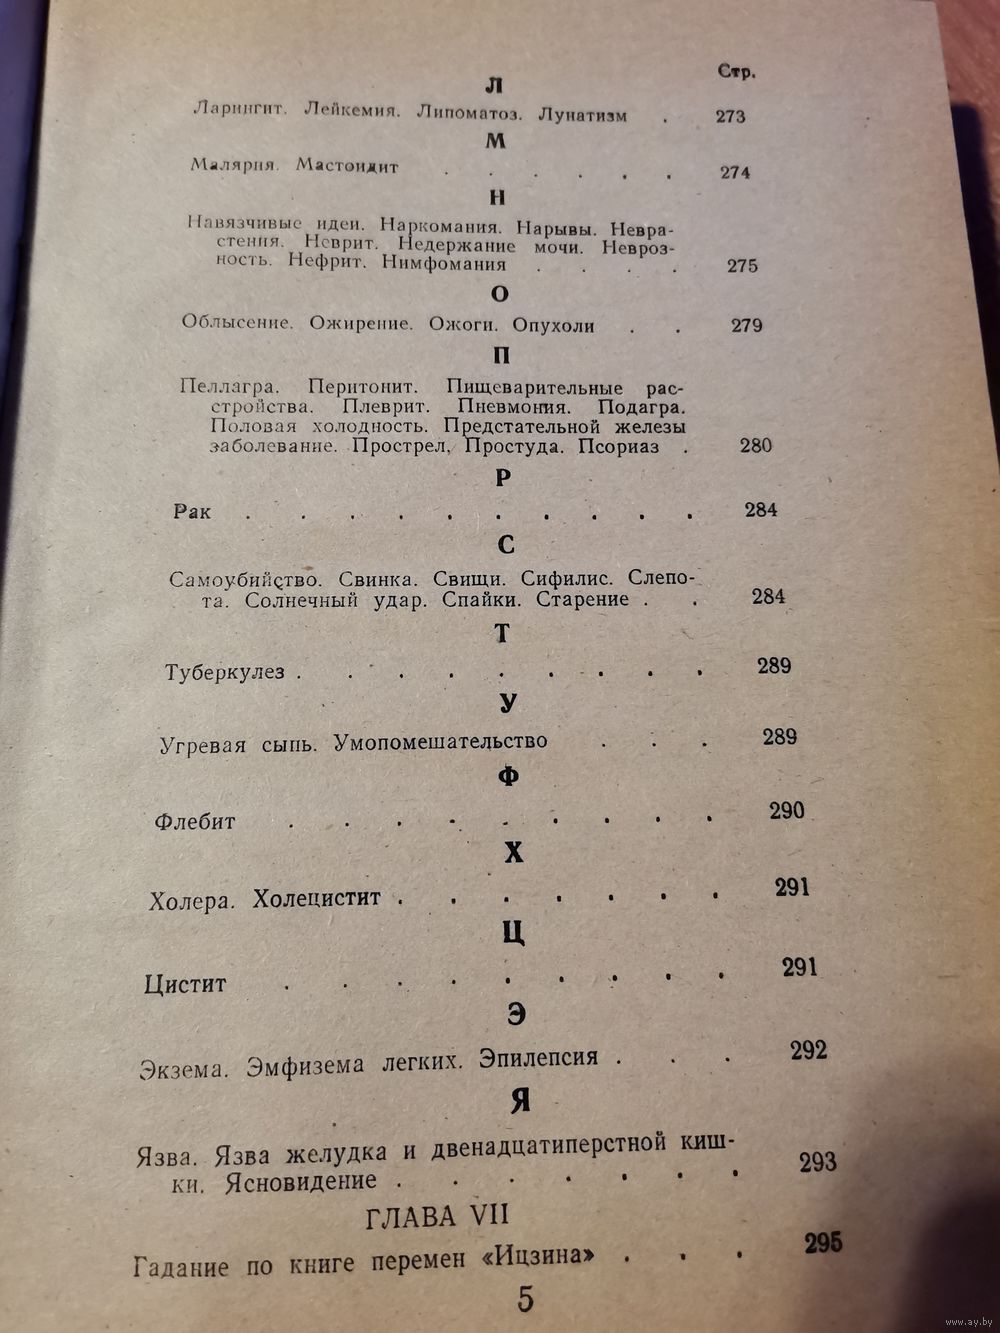 Стр.
Л
Ларингит. Лейкемия. Липоматоз. Лунатизм . 273
М
Малярия. Мастоидит . . . . . . 274
Н
Навязчивые идеи. Наркомания. Нарывы. Невра-
стения. Неврит. Недержание мочи. Невроз-
ность. Нефрит. Нимфомания . . . . 275
О
Облысение. Ожирение. Ожоги. Опухоли . . 279
П
Пеллагра. Перитонит. Пищеварительные рас-
стройства. Плеврит. Пневмония. Подагра.
Половая холодность. Предстательной железы
заболевание. Прострел, Простуда. Псориаз . 280
Р
Рак . . . . . . . . . . 284
С
Самоубийство. Свинка. Свищи. Сифилис. Слепо-
та. Солнечный удар. Спайки. Старение . . 284
Т
Туберкулез . . . . . . . . . 289
У
Угревая сыпь. Умопомешательство . . . 289
Ф
Флебит . . . . . . . . . 290
Х
Холера. Холецистит . . . . . . . 291
Ц
Цистит . . . . . . . . . 291
Э
Экзема. Эмфизема легких. Эпилепсия . . . 292
Я
Язва. Язва желудка и двенадцатиперстной киш-
ки. Ясновидение . . . . . . . 293
ГЛАВА VII
Гадание по книге перемен «Ицзина» . . . 295
5
www.ay.by